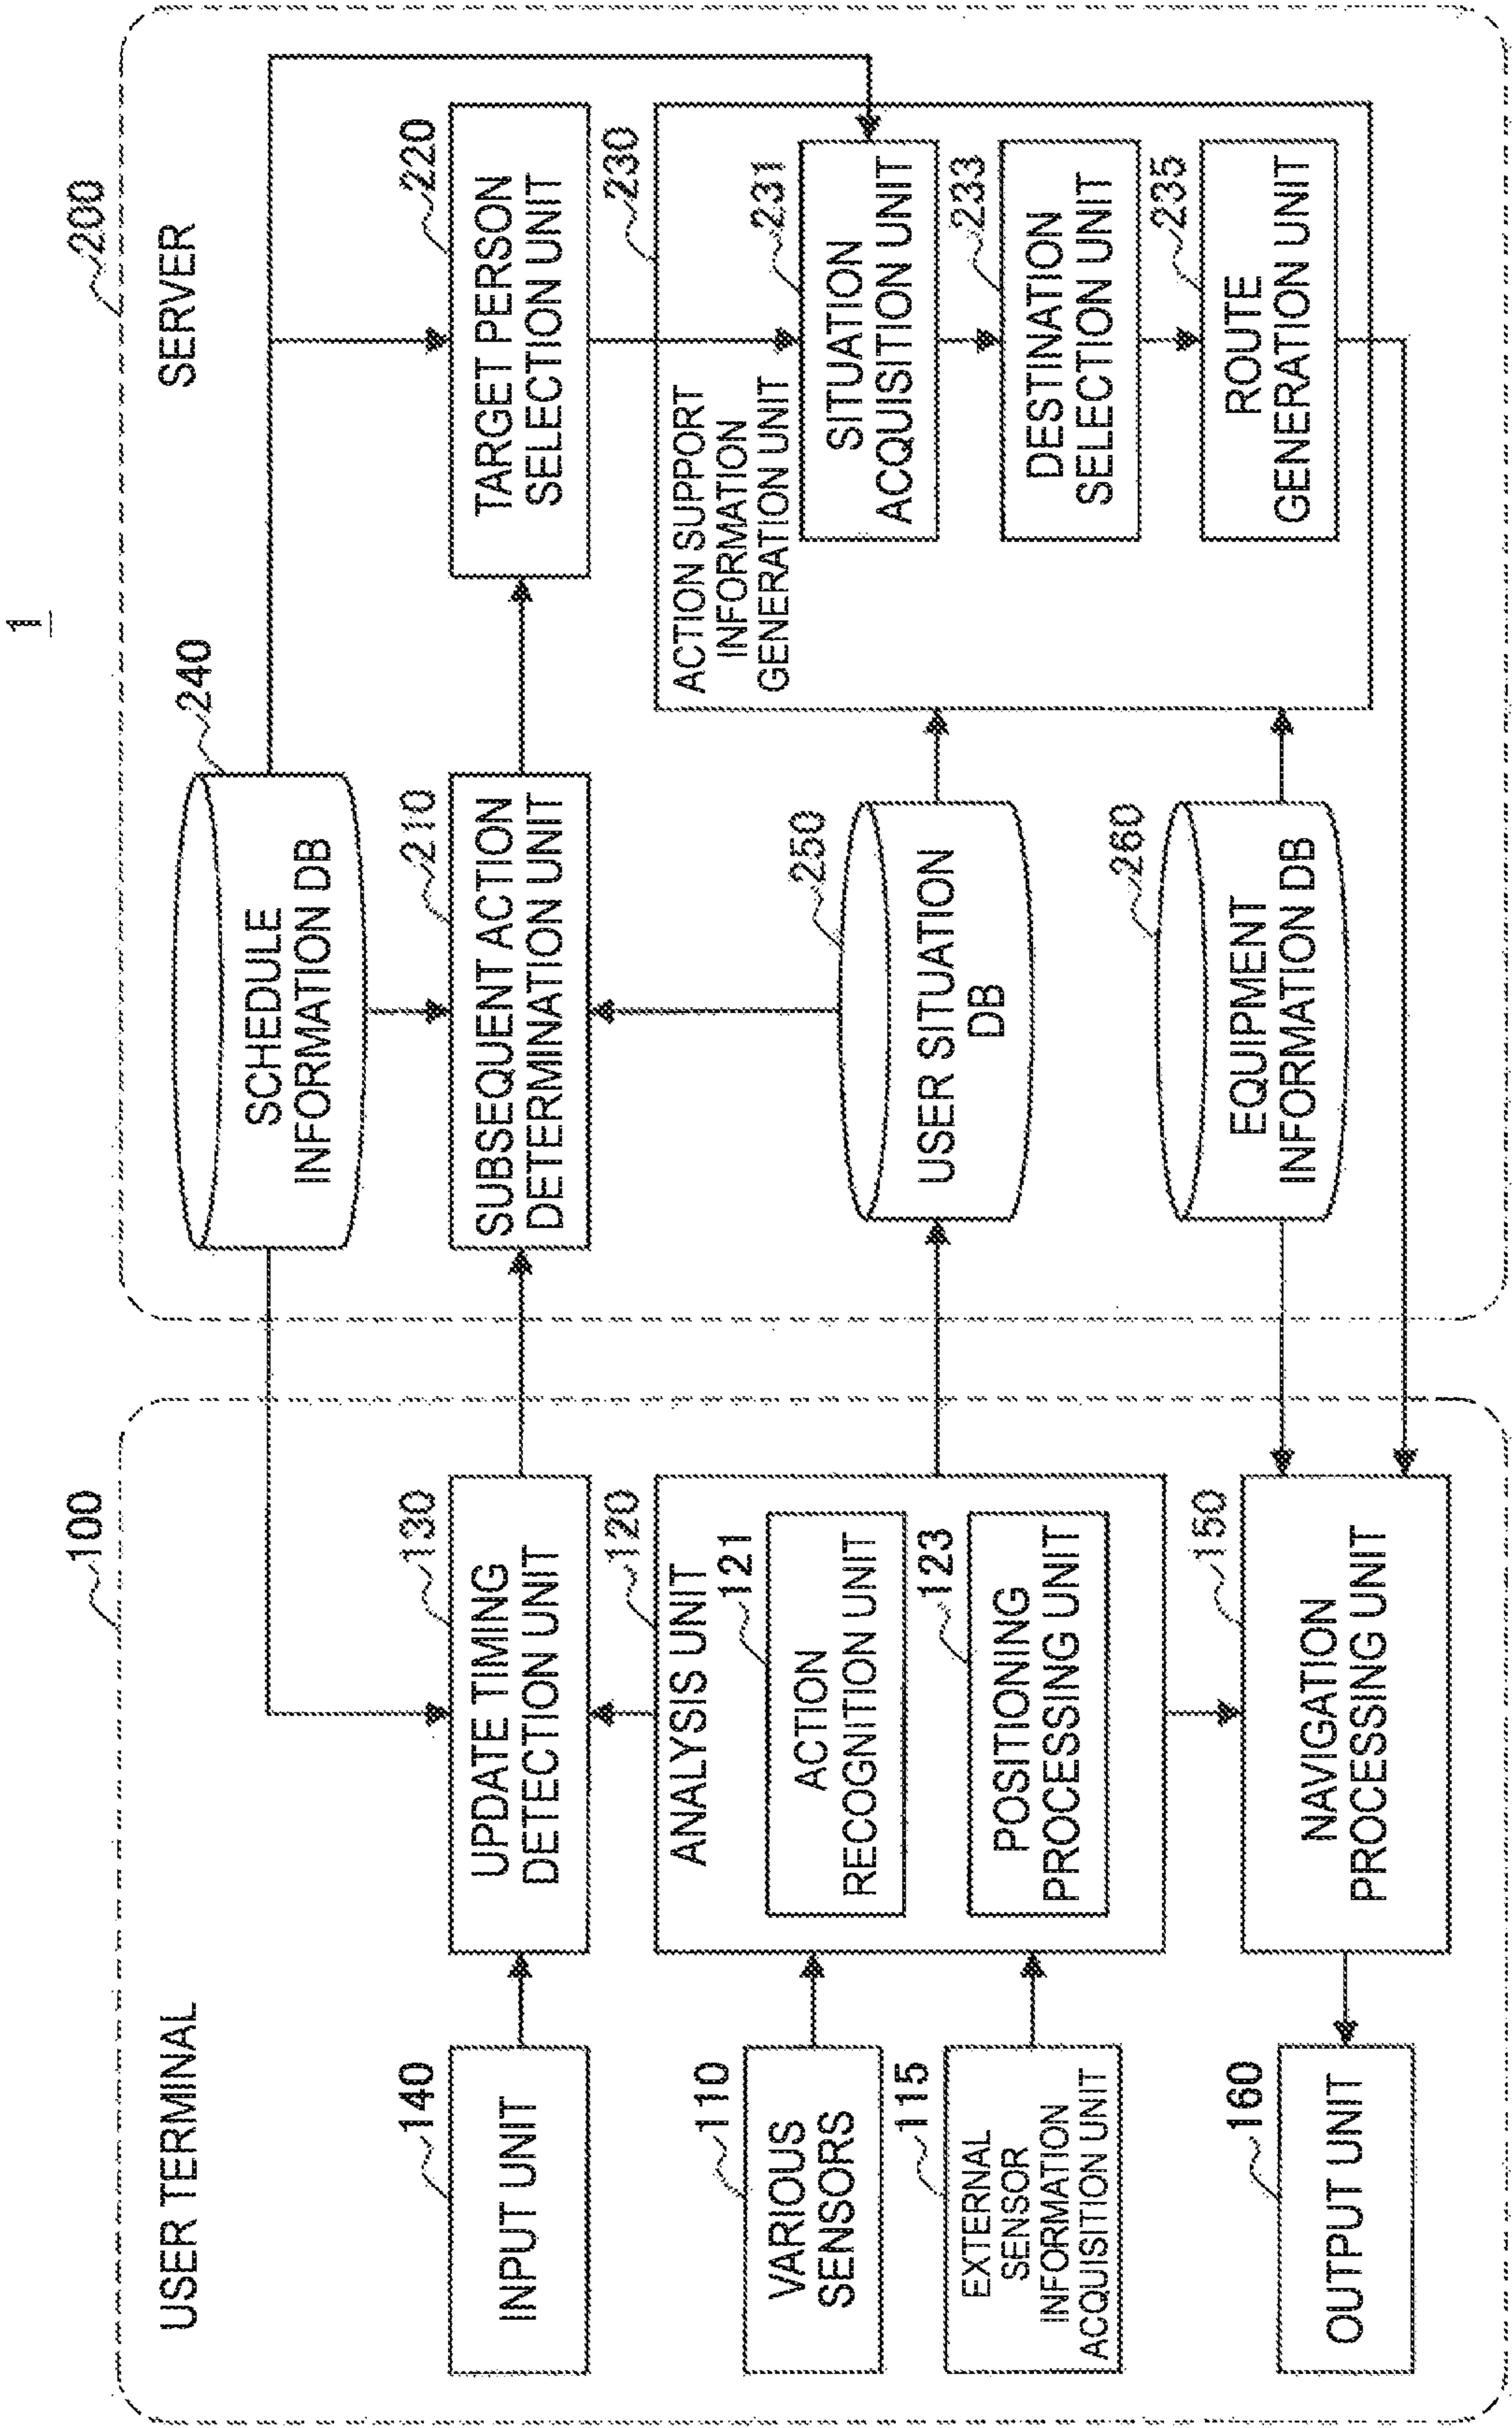 1
100
USER TERMINAL
140
INPUT UNIT
130
UPDATE TIMING
DETECTION UNIT
110
VARIOUS
SENSORS
115
EXTERNAL
SENSOR
INFORMATION
ACQUISITION UNIT
120
ANALYSIS UNIT
121
ACTION
RECOGNITION UNIT
123
POSITIONING
PROCESSING UNIT
160
OUTPUT UNIT
150
NAVIGATION
PROCESSING UNIT
200
SERVER
240
SCHEDULE
INFORMATION DB
210
SUBSEQUENT ACTION
DETERMINATION UNIT
220
TARGET PERSON
SELECTION UNIT
250
USER SITUATION
DB
260
EQUIPMENT
INFORMATION DB
230
ACTION SUPPORT
INFORMATION
GENERATION UNIT
231
SITUATION
ACQUISITION UNIT
233
DESTINATION
SELECTION UNIT
235
ROUTE
GENERATION UNIT